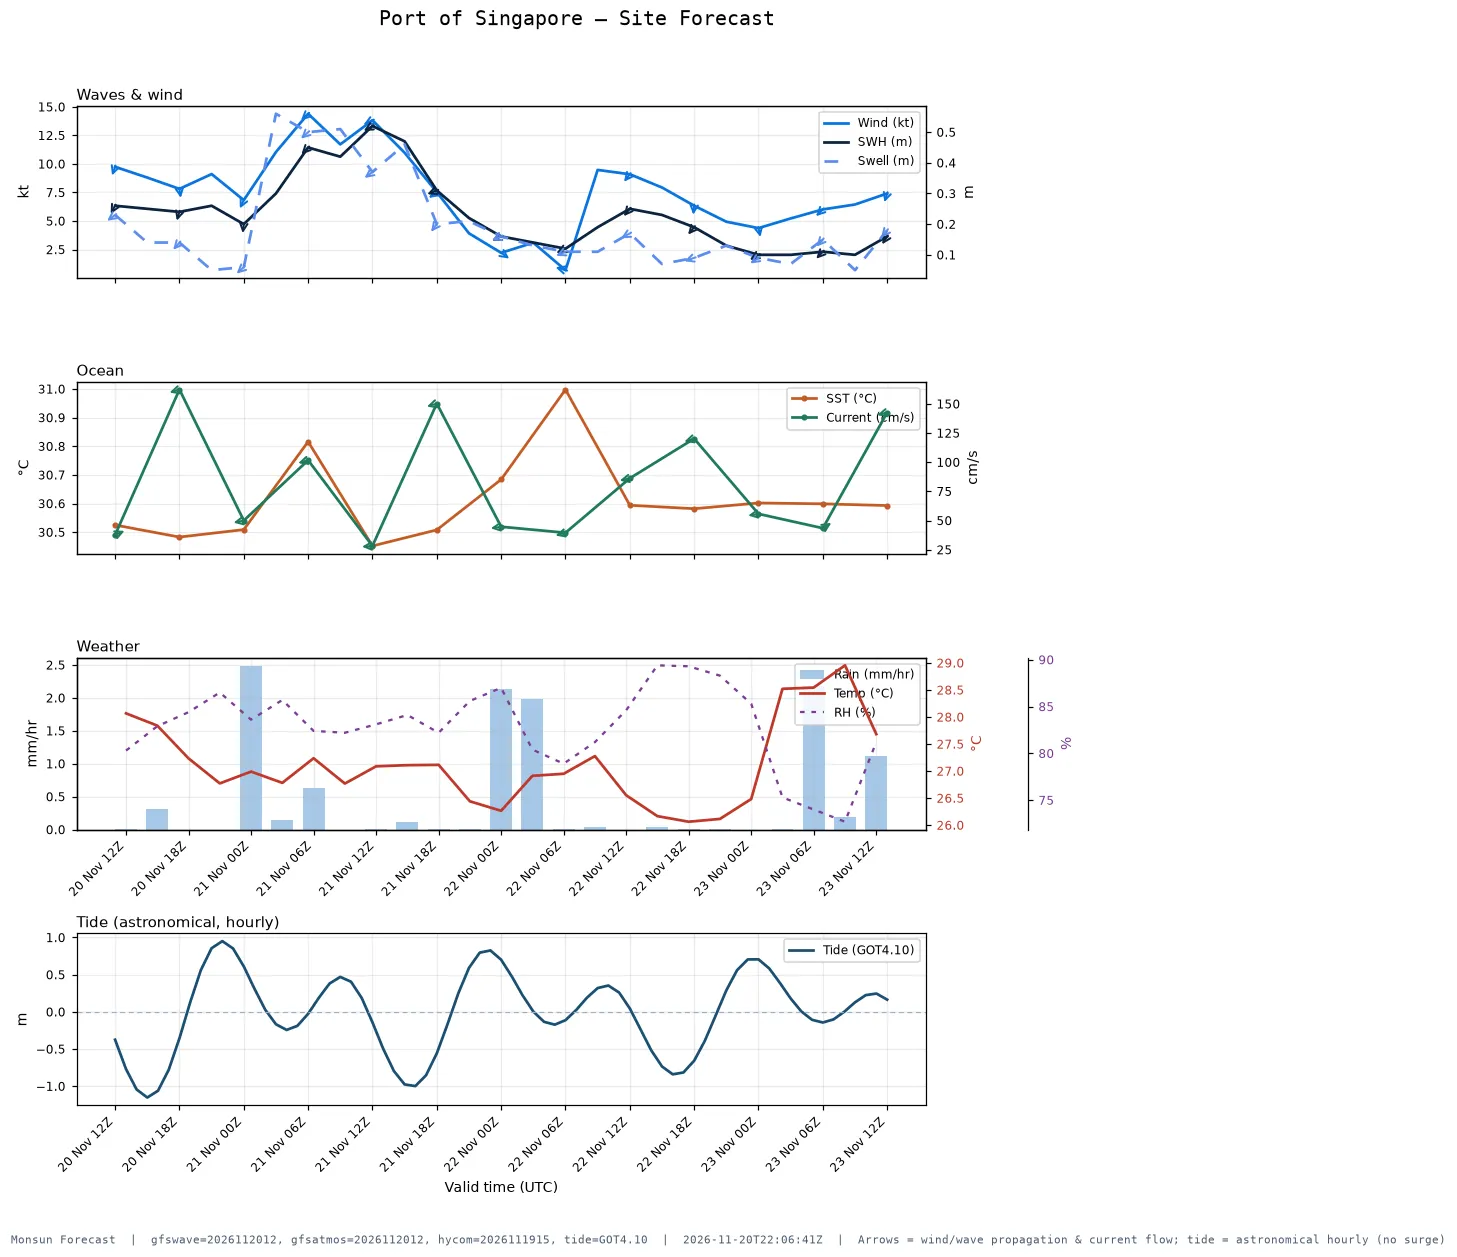 Port of Singapore — Site Forecast
Waves & wind
15.0
12.5
10.0
7.5
5.0
2.5
kt
0.5
0.4
0.3
0.2
0.1
m
Wind (kt)
SWH (m)
Swell (m)
Ocean
31.0
30.9
30.8
30.7
30.6
30.5
°C
150
125
100
75
50
25
cm/s
SST (°C)
Current (cm/s)
Weather
2.5
2.0
1.5
1.0
0.5
0.0
mm/hr
29.0
28.5
28.0
27.5
27.0
26.5
26.0
°C
90
85
80
75
%
Rain (mm/hr)
Temp (°C)
RH (%)
20 Nov 12Z
20 Nov 18Z
21 Nov 00Z
21 Nov 06Z
21 Nov 12Z
21 Nov 18Z
22 Nov 00Z
22 Nov 06Z
22 Nov 12Z
22 Nov 18Z
23 Nov 00Z
23 Nov 06Z
23 Nov 12Z
Tide (astronomical, hourly)
1.0
0.5
0.0
−0.5
−1.0
m
Tide (GOT4.10)
20 Nov 12Z
20 Nov 18Z
21 Nov 00Z
21 Nov 06Z
21 Nov 12Z
21 Nov 18Z
22 Nov 00Z
22 Nov 06Z
22 Nov 12Z
22 Nov 18Z
23 Nov 00Z
23 Nov 06Z
23 Nov 12Z
Valid time (UTC)
Monsun Forecast | gfswave=2026112012, gfsatmos=2026112012, hycom=2026111915, tide=GOT4.10 | 2026-11-20T22:06:41Z | Arrows = wind/wave propagation & current flow; tide = astronomical hourly (no surge)